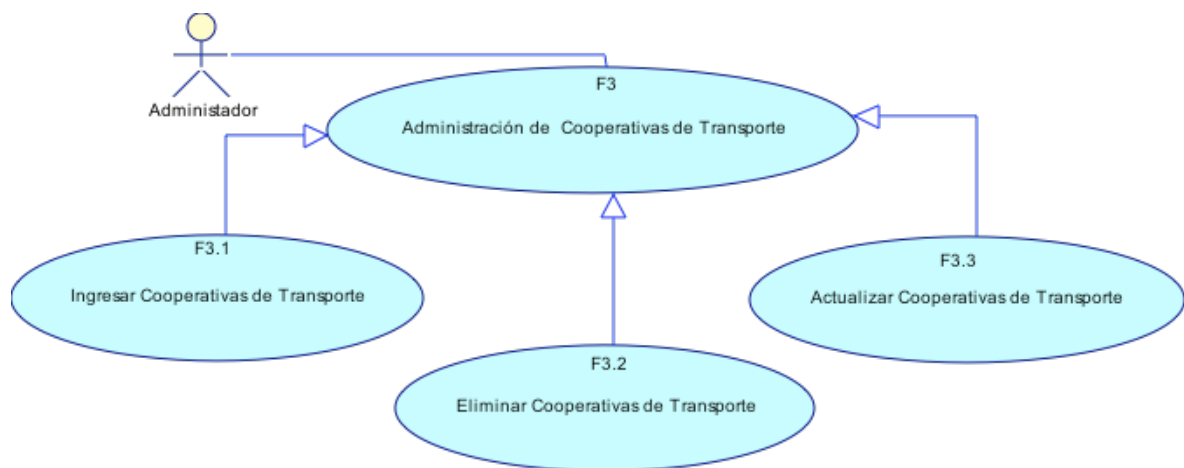 Administador
F3
Administración de Cooperativas de Transporte
F3.1
Ingresar Cooperativas de Transporte
F3.2
Eliminar Cooperativas de Transporte
F3.3
Actualizar Cooperativas de Transporte